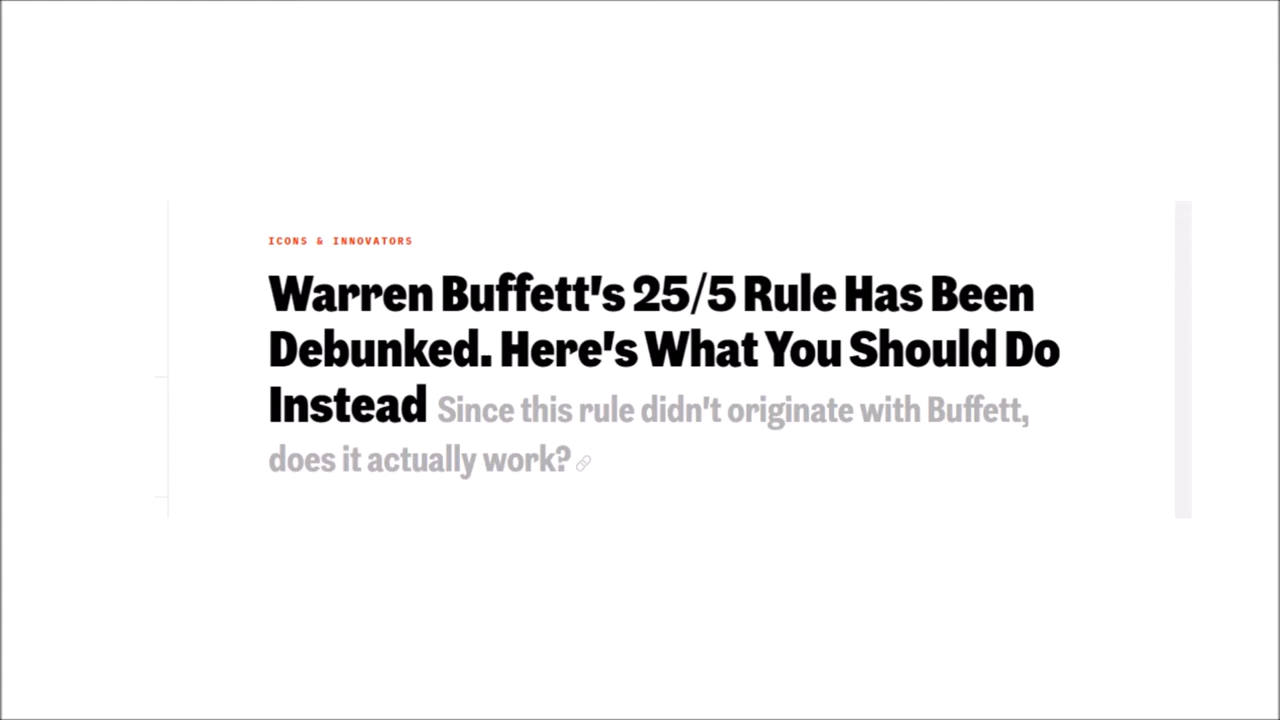 ICONS & INNOVATORS
Warren Buffett's 25/5 Rule Has Been
Debunked. Here's What You Should Do
Instead Since this rule didn't originate with Buffett,
does it actually work?